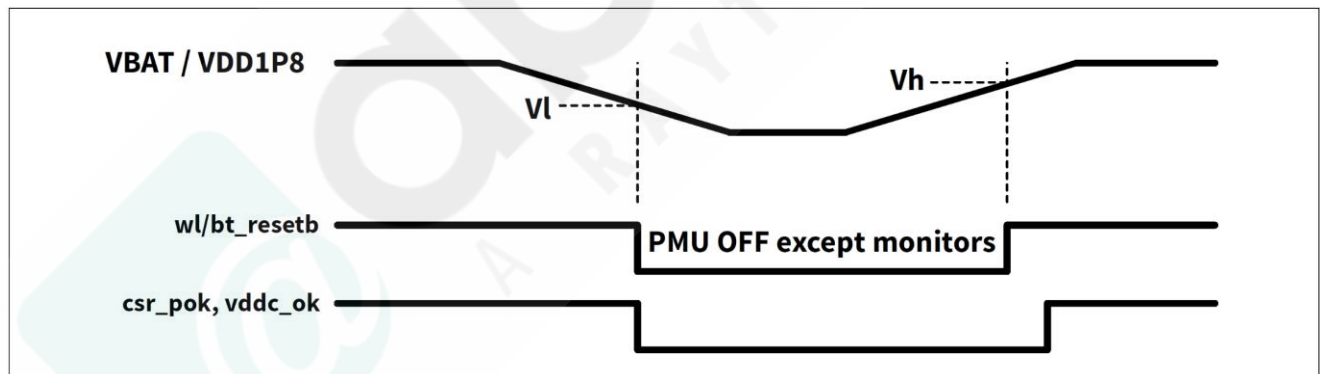 VBAT / VDD1P8
Vh
Vl
wl/bt_resetb
PMU OFF except monitors
csr_pok, vddc_ok